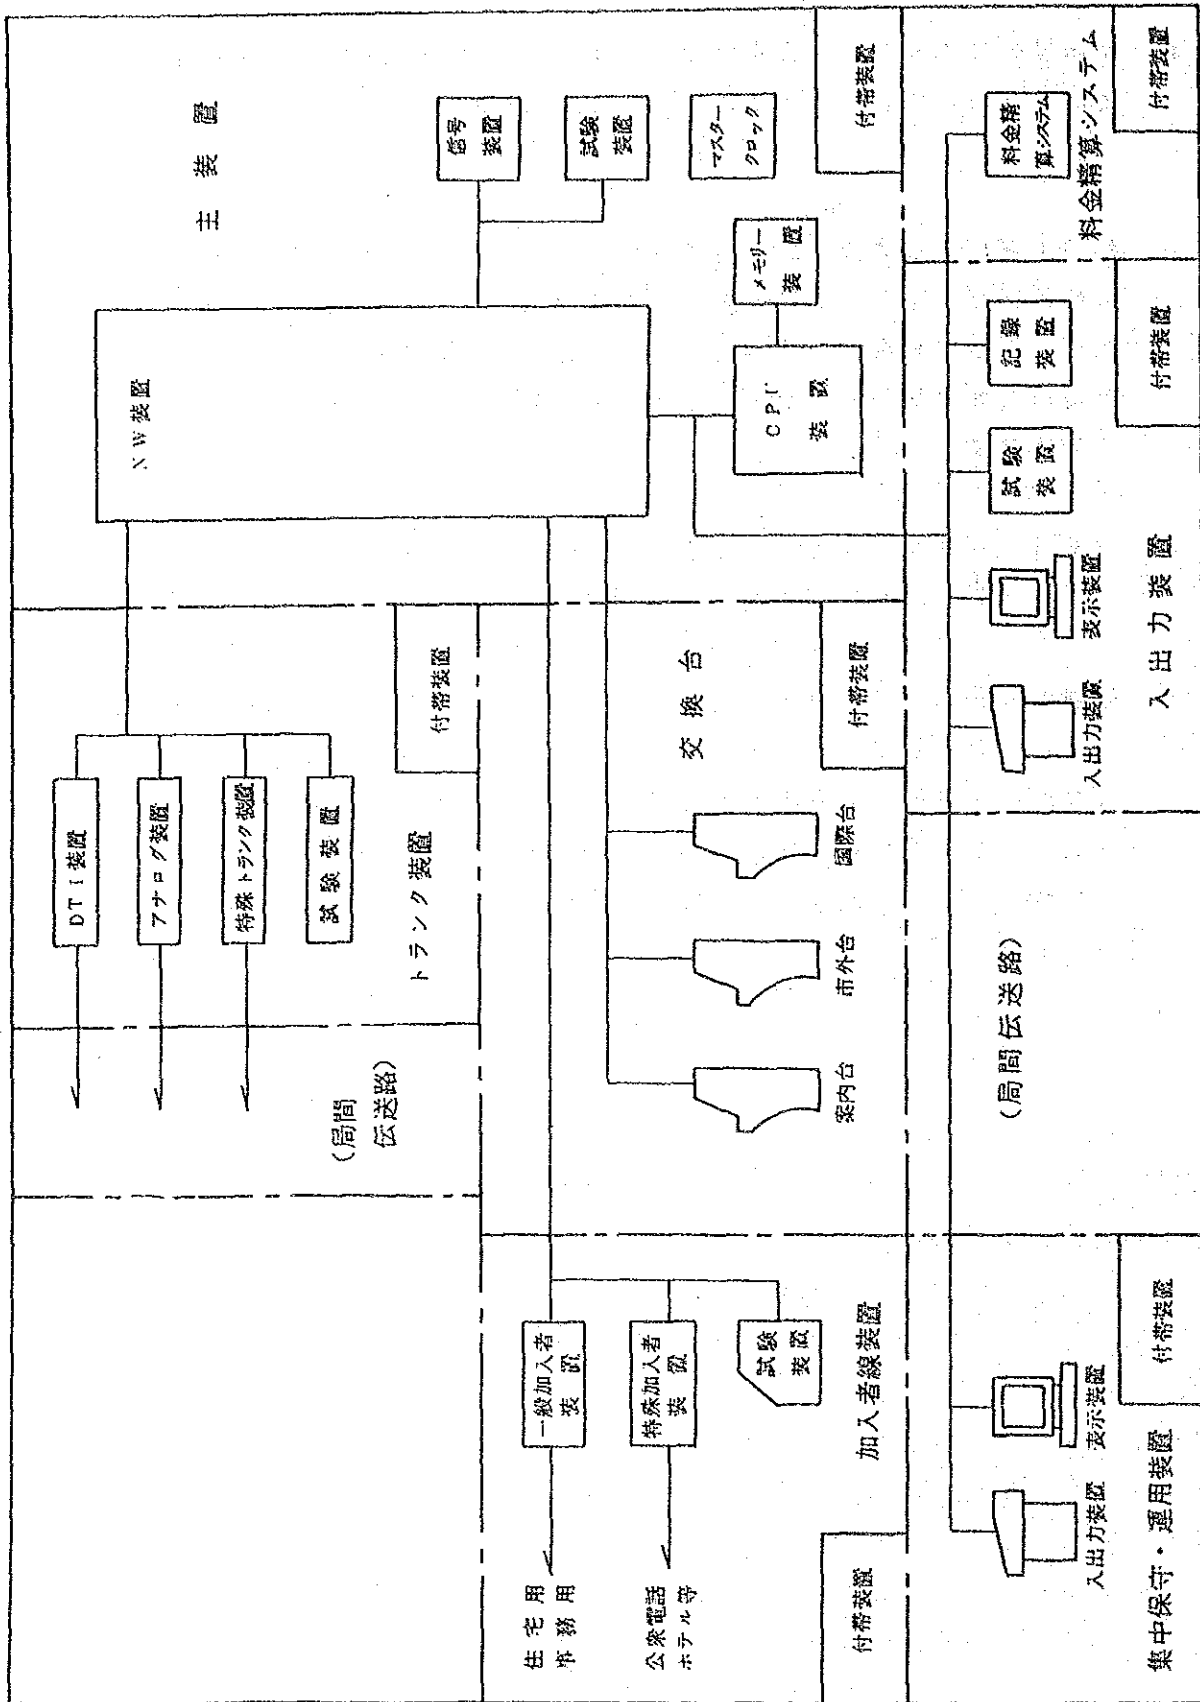 DTI装置
アナログ装置
特殊トランク装置
試験装置
トランク装置
付帯装置
(局間
伝送路)
NW装置
主装置
信号
装置
試験
装置
マスター
クロック
メモリー
装置
CPU
装置
付帯装置
住宅用
事務用
一般加入者
装置
公衆電話
ホテル等
特殊加入者
装置
試験
装置
加入者線装置
付帯装置
案内台
市外台
国際台
交換台
付帯装置
入出力装置
表示装置
集中保守・運用装置
付帯装置
(局間伝送路)
入出力装置
表示装置
試験
装置
記録
装置
入出力装置
付帯装置
料金精
算システム
料金精算システム
付帯装置